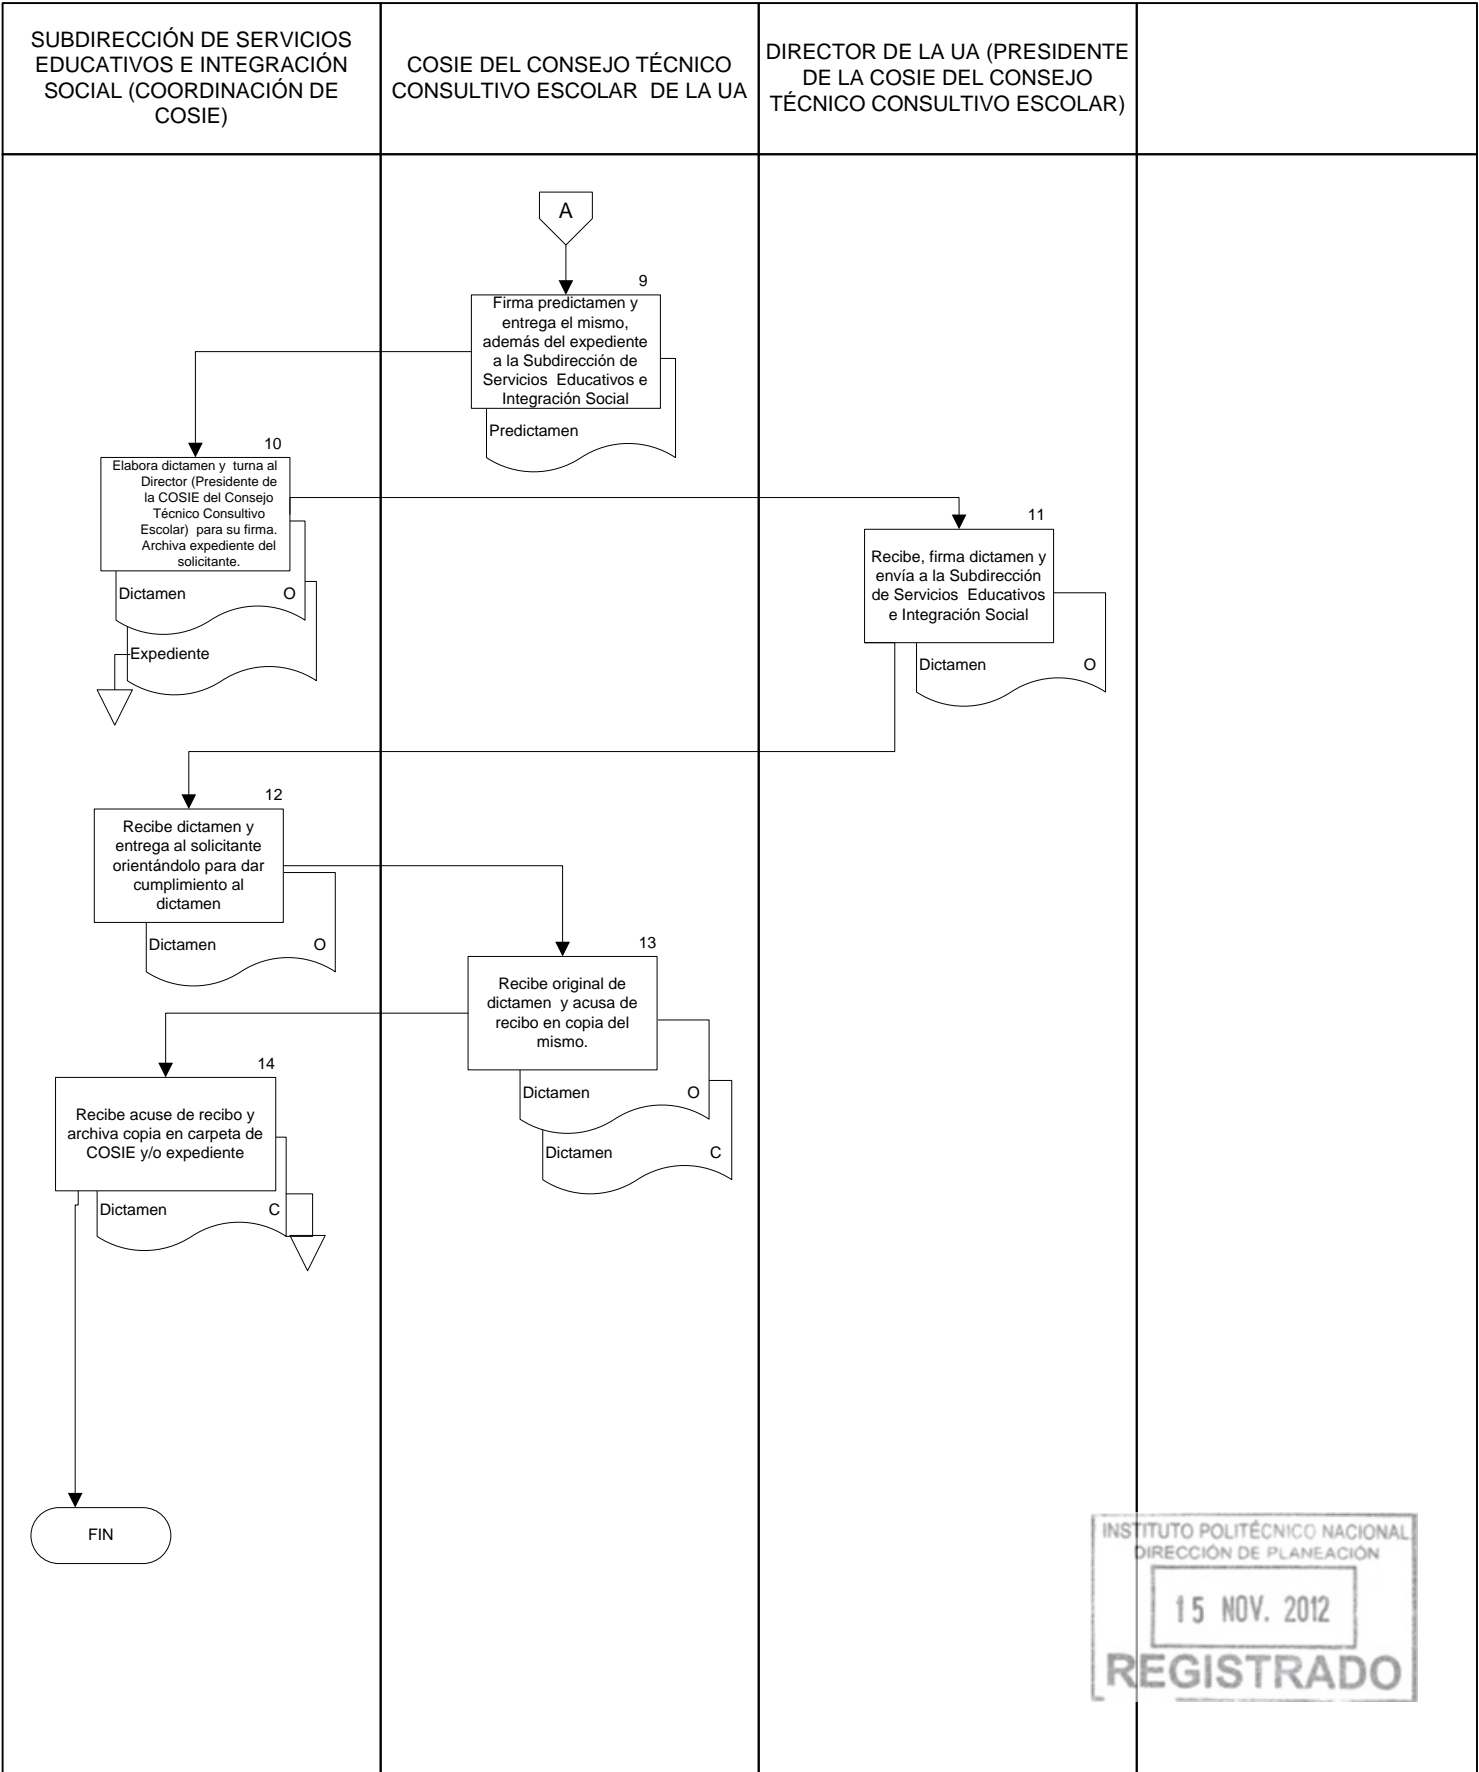 SUBDIRECCIÓN DE SERVICIOS
EDUCATIVOS E INTEGRACIÓN
SOCIAL (COORDINACIÓN DE
COSIE)
COSIE DEL CONSEJO TÉCNICO
CONSULTIVO ESCOLAR DE LA UA
DIRECTOR DE LA UA (PRESIDENTE
DE LA COSIE DEL CONSEJO
TÉCNICO CONSULTIVO ESCOLAR)
A
9
Firma predictamen y
entrega el mismo,
además del expediente
a la Subdirección de
Servicios Educativos e
Integración Social
Predictamen
10
Elabora dictamen y turna al
Director (Presidente de
la COSIE del Consejo
Técnico Consultivo
Escolar) para su firma.
Archiva expediente del
solicitante.
Dictamen O
Expediente
11
Recibe, firma dictamen y
envía a la Subdirección
de Servicios Educativos
e Integración Social
Dictamen O
12
Recibe dictamen y
entrega al solicitante
orientándolo para dar
cumplimiento al
dictamen
Dictamen O
13
Recibe original de
dictamen y acusa de
recibo en copia del
mismo.
Dictamen O
Dictamen C
14
Recibe acuse de recibo y
archiva copia en carpeta de
COSIE y/o expediente
Dictamen C
FIN
INSTITUTO POLITÉCNICO NACIONAL
DIRECCIÓN DE PLANEACIÓN
15 NOV. 2012
REGISTRADO